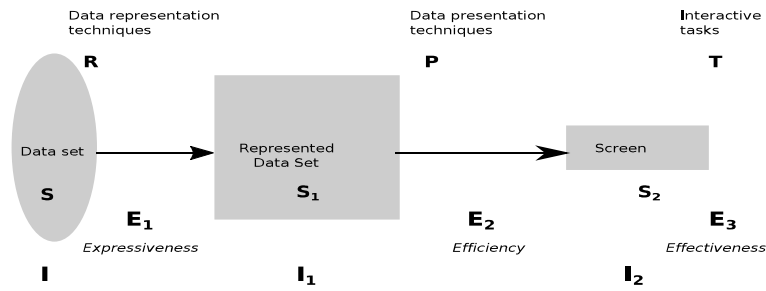 Data representation
techniques
R
Data presentation
techniques
P
Interactive
tasks
T
Data set
S
Represented
Data Set
S₁
Screen
S₂
E₁
Expressiveness
E₂
Efficiency
E₃
Effectiveness
I
I₁
I₂